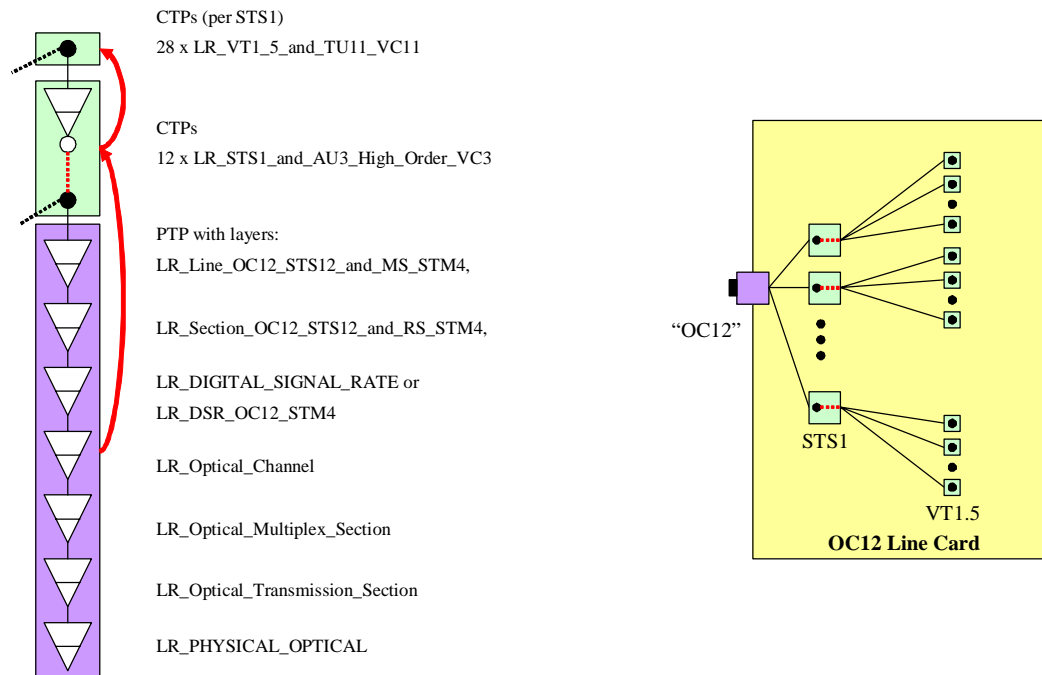 CTPs (per STS1)
28 x LR_VT1_5_and_TU11_VC11
CTPs
12 x LR_STS1_and_AU3_High_Order_VC3
PTP with layers:
LR_Line_OC12_STS12_and_MS_STM4,
LR_Section_OC12_STS12_and_RS_STM4,
LR_DIGITAL_SIGNAL_RATE or
LR_DSR_OC12_STM4
LR_Optical_Channel
LR_Optical_Multiplex_Section
LR_Optical_Transmission_Section
LR_PHYSICAL_OPTICAL
“OC12”
STS1
VT1.5
OC12 Line Card